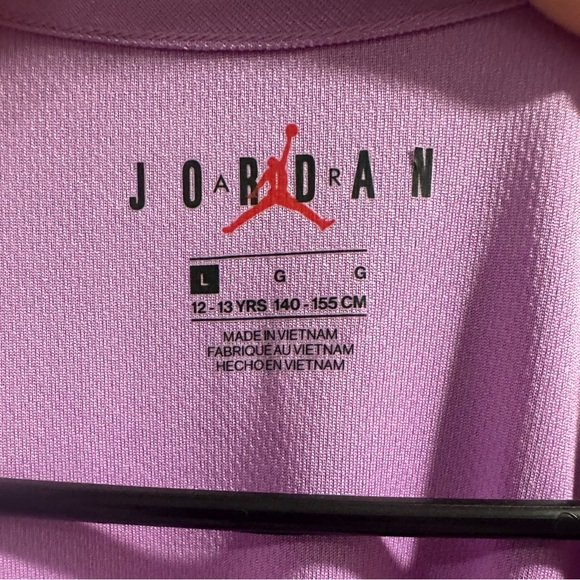 JORDAN
AIR
L G G
12-13 YRS 140-155 CM
MADE IN VIETNAM
FABRIQUE AU VIETNAM
HECHO EN VIETNAM